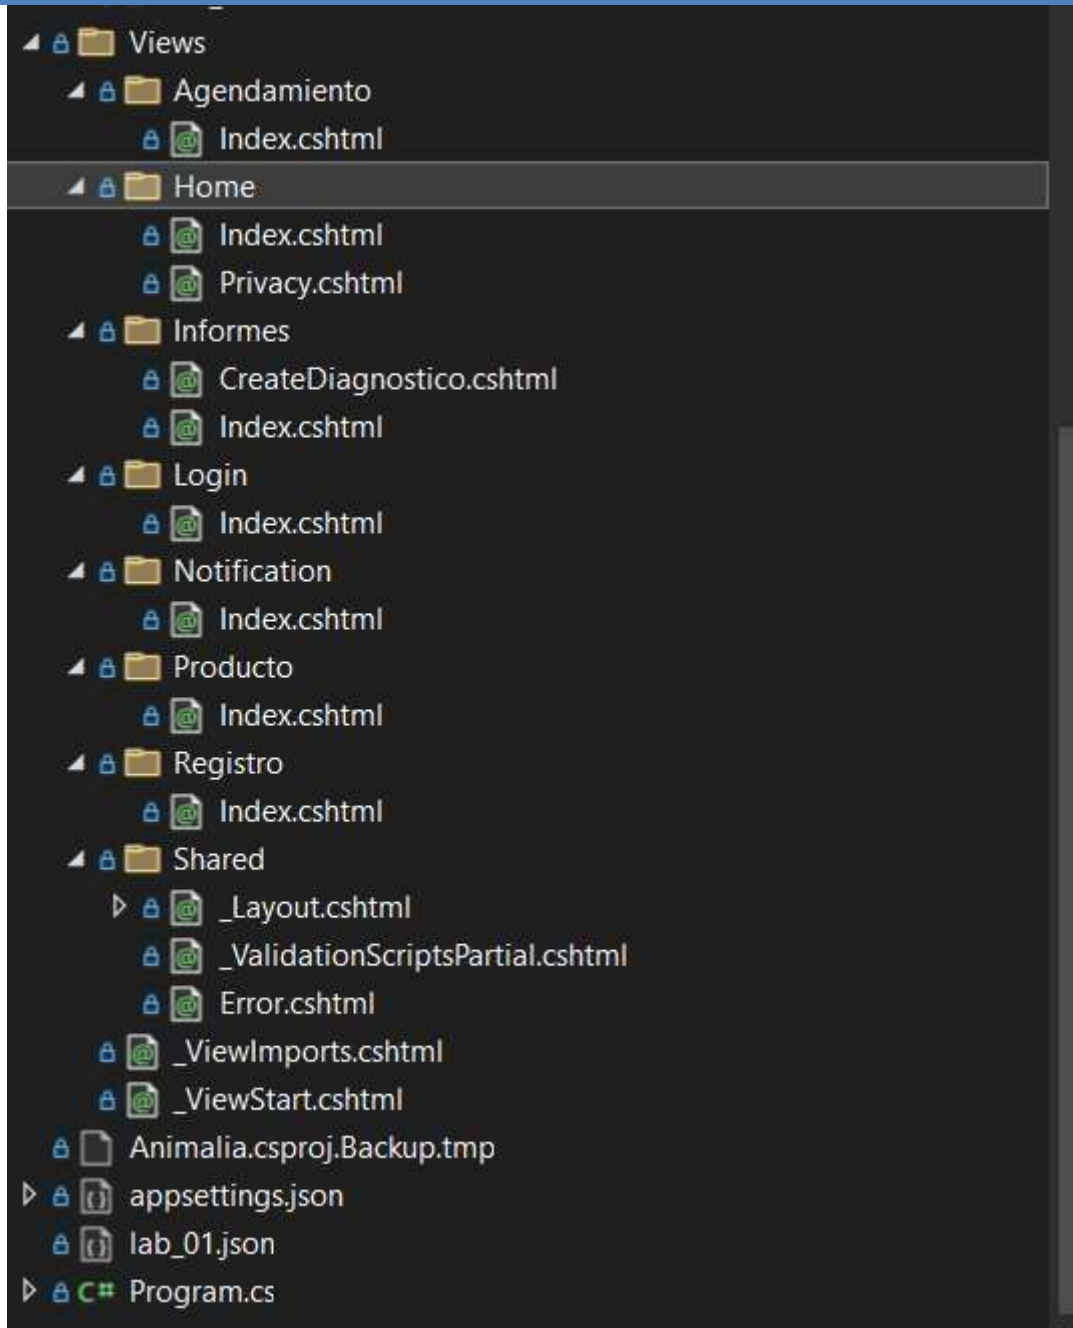 Views
Agendamiento
Index.cshtml
Home
Index.cshtml
Privacy.cshtml
Informes
CreateDiagnostico.cshtml
Index.cshtml
Login
Index.cshtml
Notification
Index.cshtml
Producto
Index.cshtml
Registro
Index.cshtml
Shared
_Layout.cshtml
_ValidationScriptsPartial.cshtml
Error.cshtml
_ViewImports.cshtml
_ViewStart.cshtml
Animalia.csproj.Backup.tmp
appsettings.json
lab_01.json
C# Program.cs